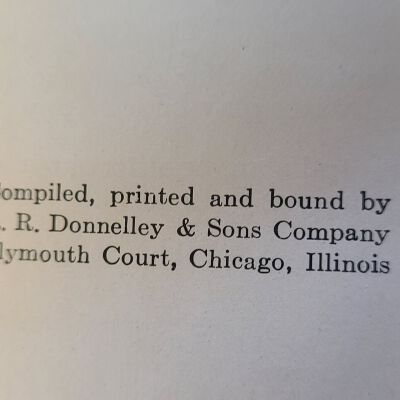 ompiled, printed and bound by
. R. Donnelley & Sons Company
lymouth Court, Chicago, Illinois